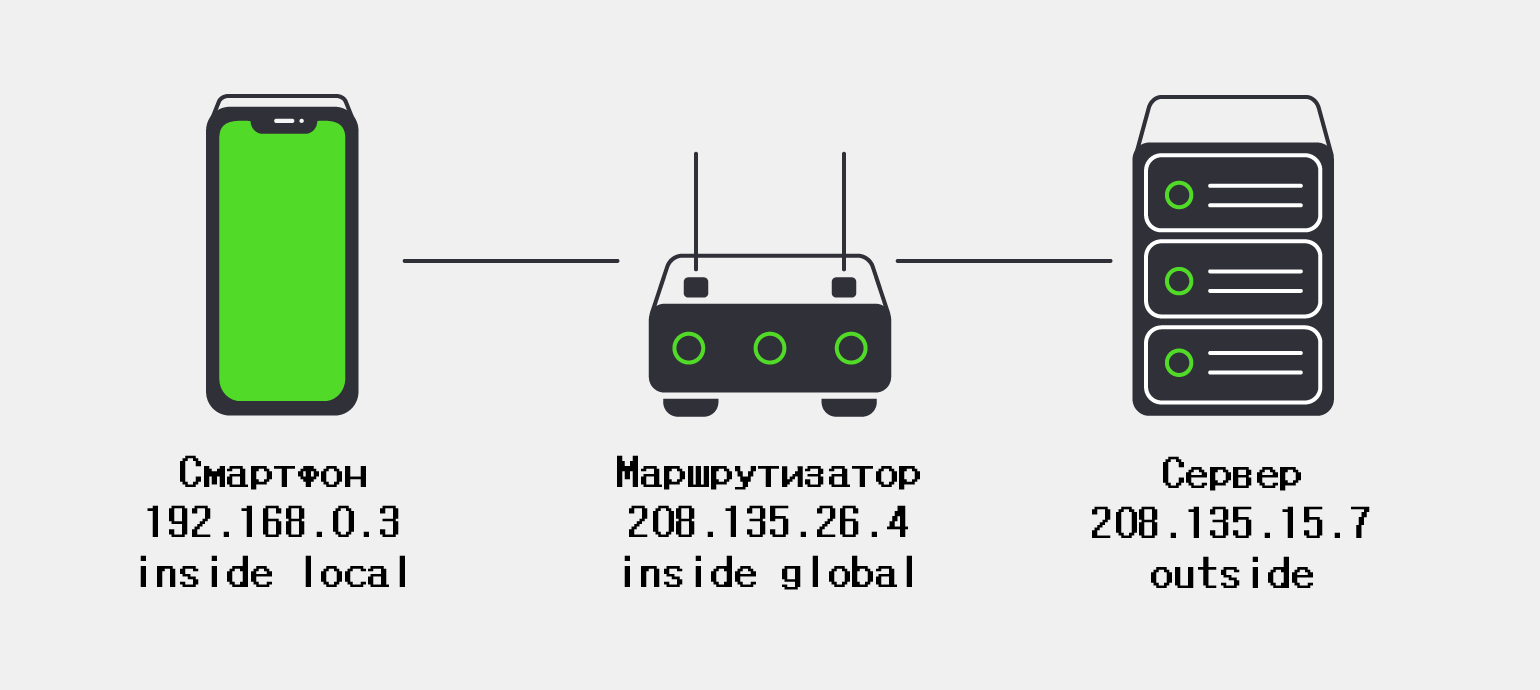 Смартфон
192.168.0.3
inside local
Маршрутизатор
208.135.26.4
inside global
Сервер
208.135.15.7
outside